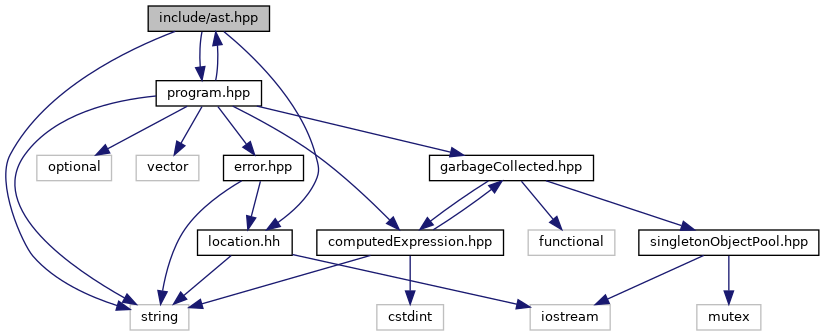 include/ast.hpp
program.hpp
optional
vector
error.hpp
garbageCollected.hpp
location.hh
computedExpression.hpp
functional
singletonObjectPool.hpp
string
cstdint
iostream
mutex